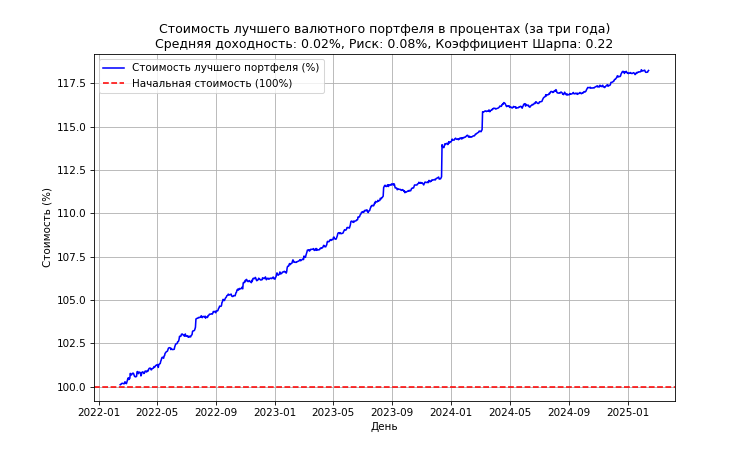 Стоимость лучшего валютного портфеля в процентах (за три года)
Средняя доходность: 0.02%, Риск: 0.08%, Коэффициент Шарпа: 0.22
Стоимость лучшего портфеля (%)
Начальная стоимость (100%)
Стоимость (%)
117.5
115.0
112.5
110.0
107.5
105.0
102.5
100.0
2022-01 2022-05 2022-09 2023-01 2023-05 2023-09 2024-01 2024-05 2024-09 2025-01
День